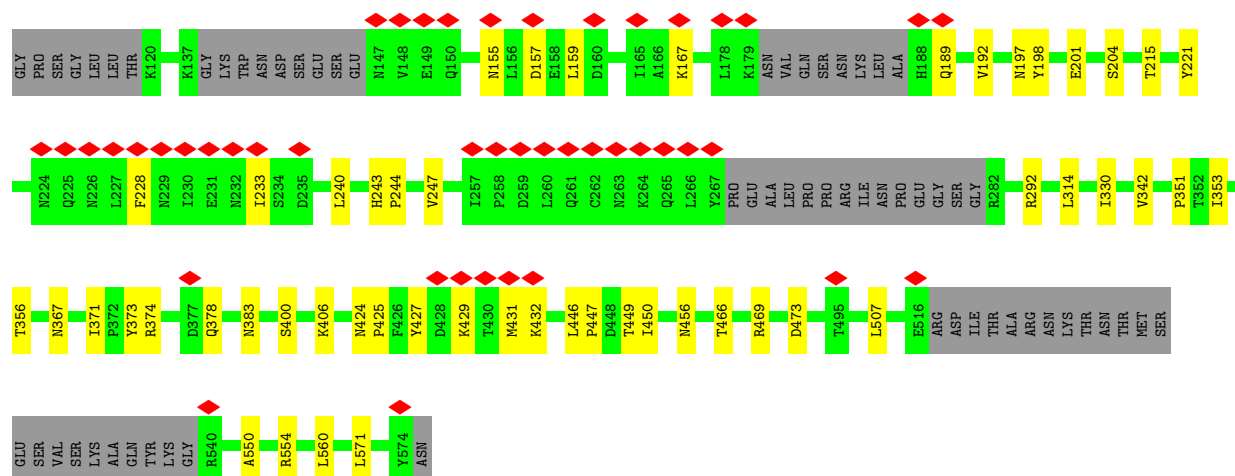 GLY PRO SER GLY LEU LEU THR K120 K137 GLY LYS TRP ASN ASP SER GLU SER GLU N147 V148 E149 Q150 N155 L156 D157 E158 L159 D160 I165 A166 K167 L178 K179 ASN VAL GLN SER ASN LYS LEU ALA H188 Q189 V192 N197 Y198 E201 S204 T215 Y221
N224 Q225 N226 L227 F228 N229 I230 E231 N232 I233 S234 D235 L240 H243 P244 V247 I257 P258 D259 L260 Q261 C262 N263 K264 Q265 L266 Y267 PRO GLU ALA LEU PRO PRO ARG ILE ASN PRO GLU GLY SER GLY R282 R292 L314 I330 V342 P351 T352 I353
T356 N367 I371 P372 Y373 R374 D377 Q378 N383 S400 K406 N424 P425 F426 Y427 D428 K429 T430 M431 K432 L446 P447 D448 T449 I450 N456 T466 R469 D473 T495 L507 E516 ARG ASP ILE THR ALA ARG ASN LYS THR ASN THR MET SER
GLU SER VAL SER LYS ALA GLN TYR LYS GLY R540 A550 R554 L560 L571 Y574 ASN